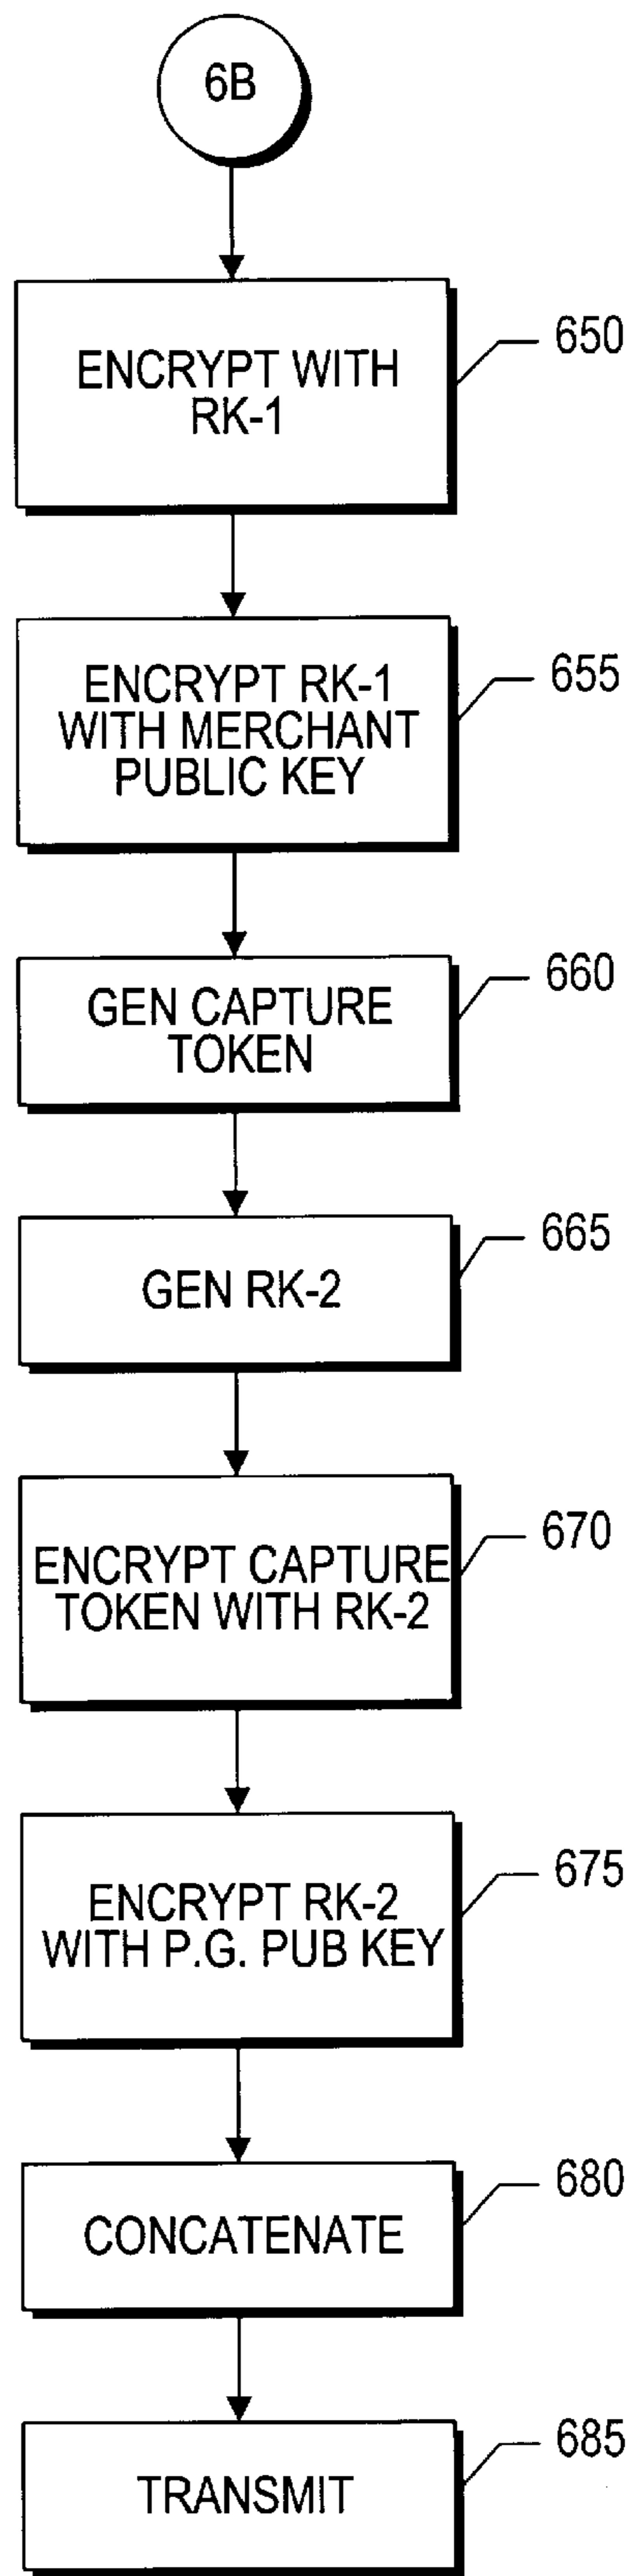 6B
ENCRYPT WITH
RK-1
650
ENCRYPT RK-1
WITH MERCHANT
PUBLIC KEY
655
GEN CAPTURE
TOKEN
660
GEN RK-2
665
ENCRYPT CAPTURE
TOKEN WITH RK-2
670
ENCRYPT RK-2
WITH P.G. PUB KEY
675
CONCATENATE
680
TRANSMIT
685